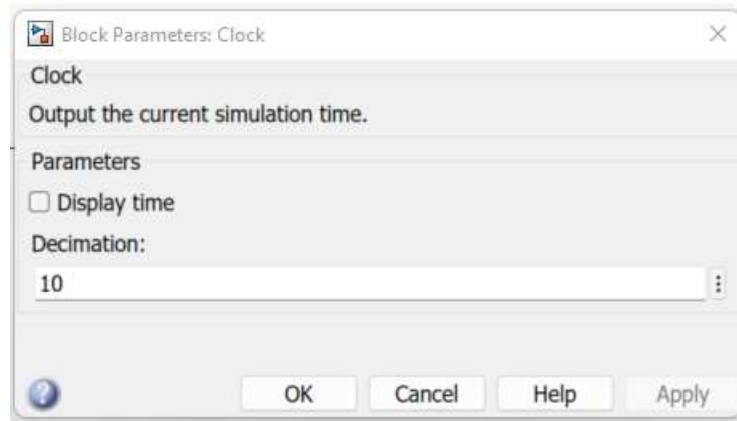 Block Parameters: Clock
Clock
Output the current simulation time.
Parameters
Display time
Decimation:
10
OK Cancel Help Apply